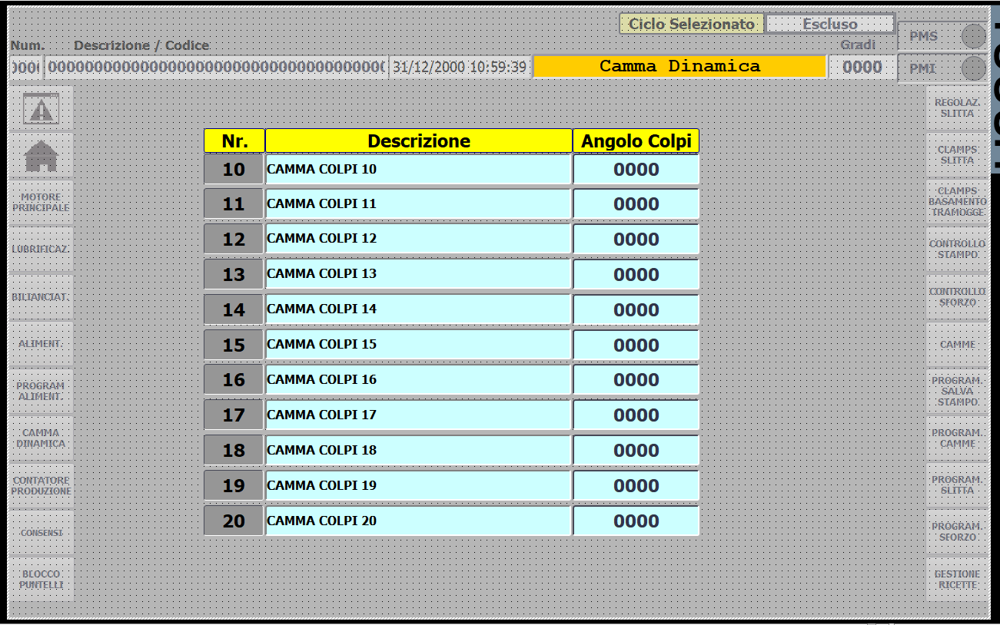 Ciclo Selezionato Escluso
Num. Descrizione / Codice Gradi PMS
31/12/2000 10:59:39 Camma Dinamica 0000 PMI
REGOLAZ.
SLITTA
Nr. Descrizione Angolo Colpi
CLAMPS
SLITTA
10 CAMMA COLPI 10 0000
MOTORE
PRINCIPALE
CLAMPS
BASAMENTO
TRAMOGGE
11 CAMMA COLPI 11 0000
12 CAMMA COLPI 12 0000
LUBRIFICAZ.
CONTROLLO
STAMPO
13 CAMMA COLPI 13 0000
BILIANCIAT.
CONTROLLO
SFORZO
14 CAMMA COLPI 14 0000
15 CAMMA COLPI 15 0000
ALIMENT.
CAMME
16 CAMMA COLPI 16 0000
PROGRAM
ALIMENT.
PROGRAM.
SALVA
STAMPO
17 CAMMA COLPI 17 0000
CAMMA
DINAMICA
PROGRAM.
CAMME
18 CAMMA COLPI 18 0000
19 CAMMA COLPI 19 0000
CONTATORE
PRODUZIONE
PROGRAM.
SLITTA
20 CAMMA COLPI 20 0000
CONSENSI
PROGRAM.
SFORZO
BLOCCO
PUNTELLI
GESTIONE
RICETTE